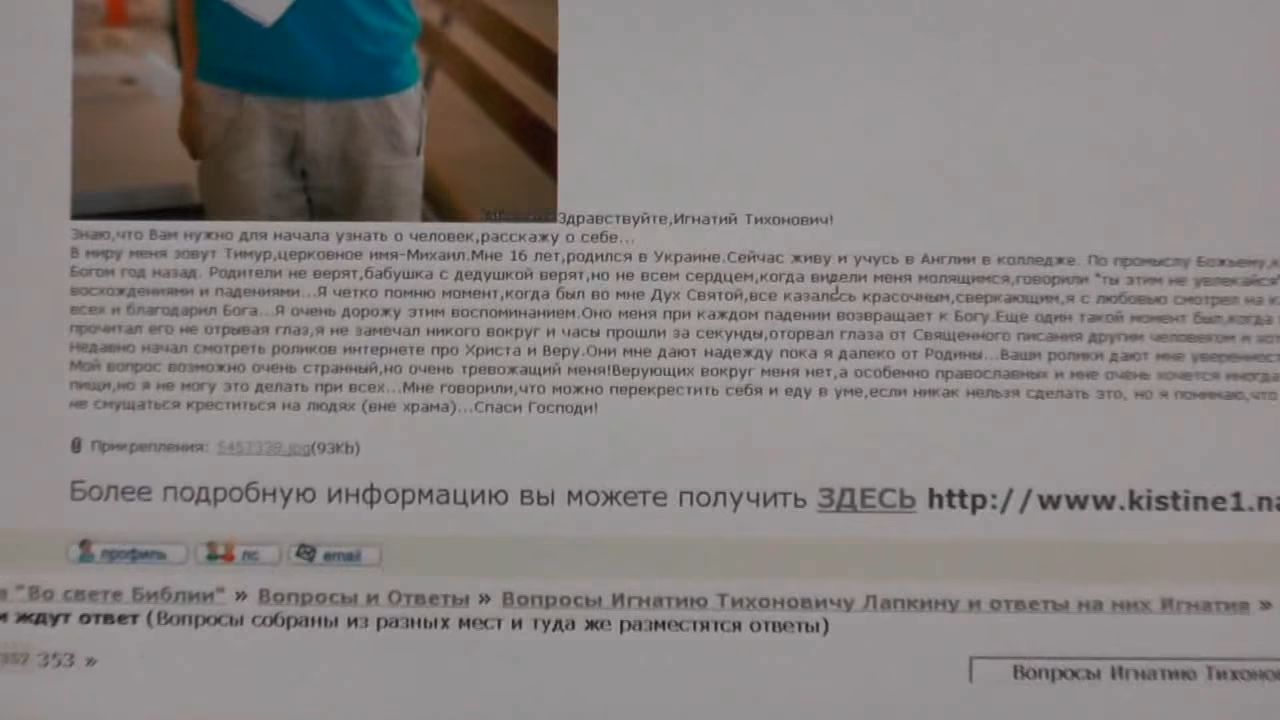 Здравствуйте,Игнатий Тихонович!
Знаю,что Вам нужно для начала узнать о человек,расскажу о себе...
В миру меня зовут Тимур,церковное имя-Михаил.Мне 16 лет,родился в Украине.Сейчас живу и учусь в Англии в колледже. По промыслу Божьему,
Богом год назад. Родители не верят,бабушка с дедушкой верят,но не всем сердцем,когда видели меня молящимся,говорили "ты этим не увлекайся
восхождениями и падениями...Я четко помню момент,когда был во мне Дух Святой,все казалось красочным,сверкающим,я с любовью смотрел на
всех и благодарил Бога...Я очень дорожу этим воспоминанием.Оно меня при каждом падении возвращает к Богу.Еще один такой момент был,когда
прочитал его не отрывая глаз,я не замечал никого вокруг и часы прошли за секунды,оторвал глаза от Священного писания другим человеком и
Недавно начал смотреть роликов интернете про Христа и Веру.Они мне дают надежду пока я далеко от Родины...Ваши ролики дают мне
Мой вопрос возможно очень странный,но очень тревожащий меня!Верующих вокруг меня нет,а особенно православных и мне очень хочется иногда
пищи,но я не могу это делать при всех...Мне говорили,что можно перекрестить себя и еду в уме,если никак нельзя сделать это, но я понимаю,что
не смущаться креститься на людях (вне храма)...Спаси Господи!
Прикрепления: 5457339.jpg(93Kb)
Более подробную информацию вы можете получить ЗДЕСЬ http://www.kistine1.na
профиль лс email
"Во свете Библии" » Вопросы и Ответы » Вопросы Игнатию Тихоновичу Лапкину и ответы на них Игнатия »
и ждут ответ (Вопросы собраны из разных мест и туда же разместятся ответы)
352 353 »
Вопросы Игнатию Тихоно